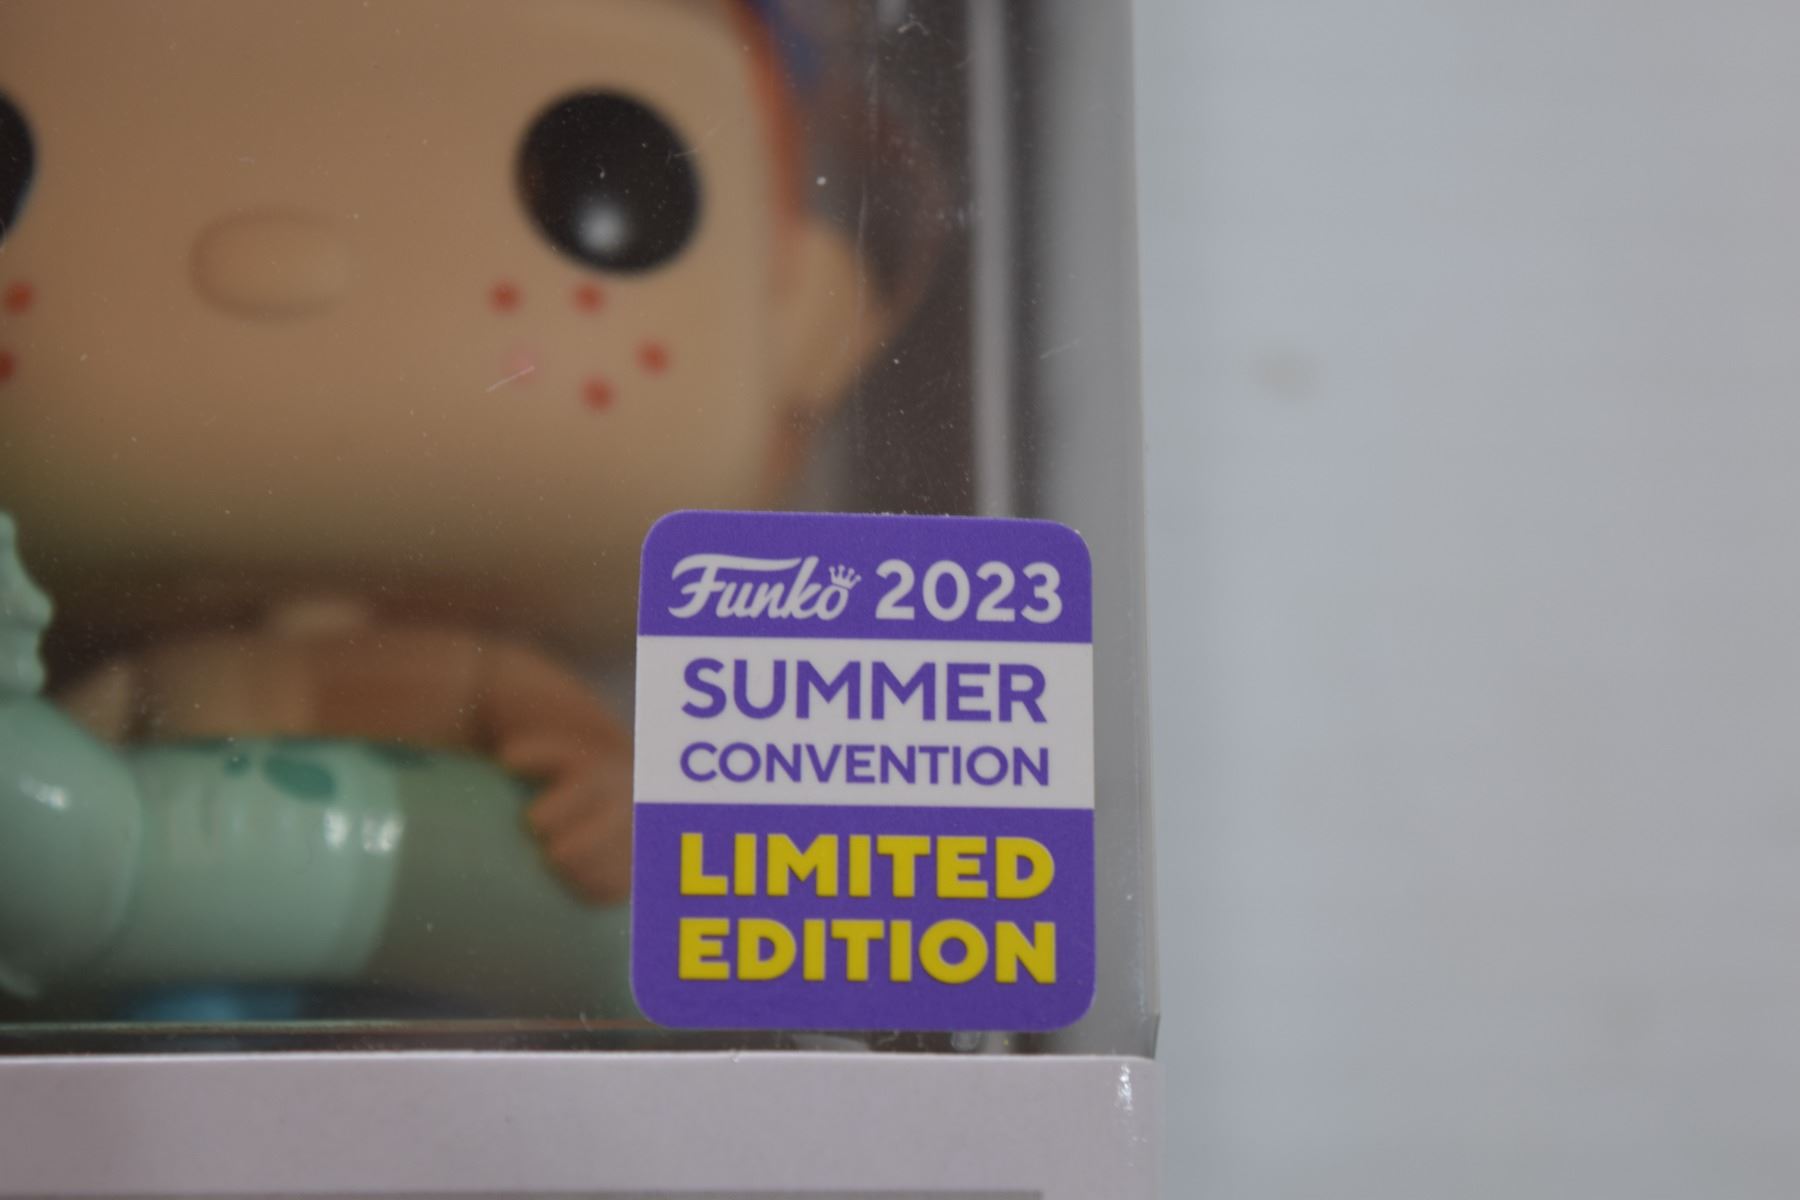 Funko 2023
SUMMER
CONVENTION
LIMITED
EDITION